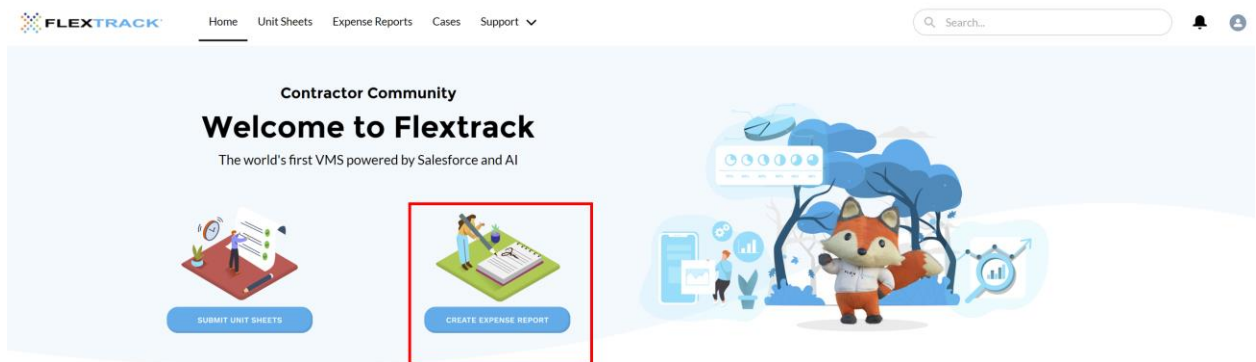 FLEXTRACK
Home Unit Sheets Expense Reports Cases Support
Search...
Contractor Community
Welcome to Flextrack
The world's first VMS powered by Salesforce and AI
SUBMIT UNIT SHEETS
CREATE EXPENSE REPORT